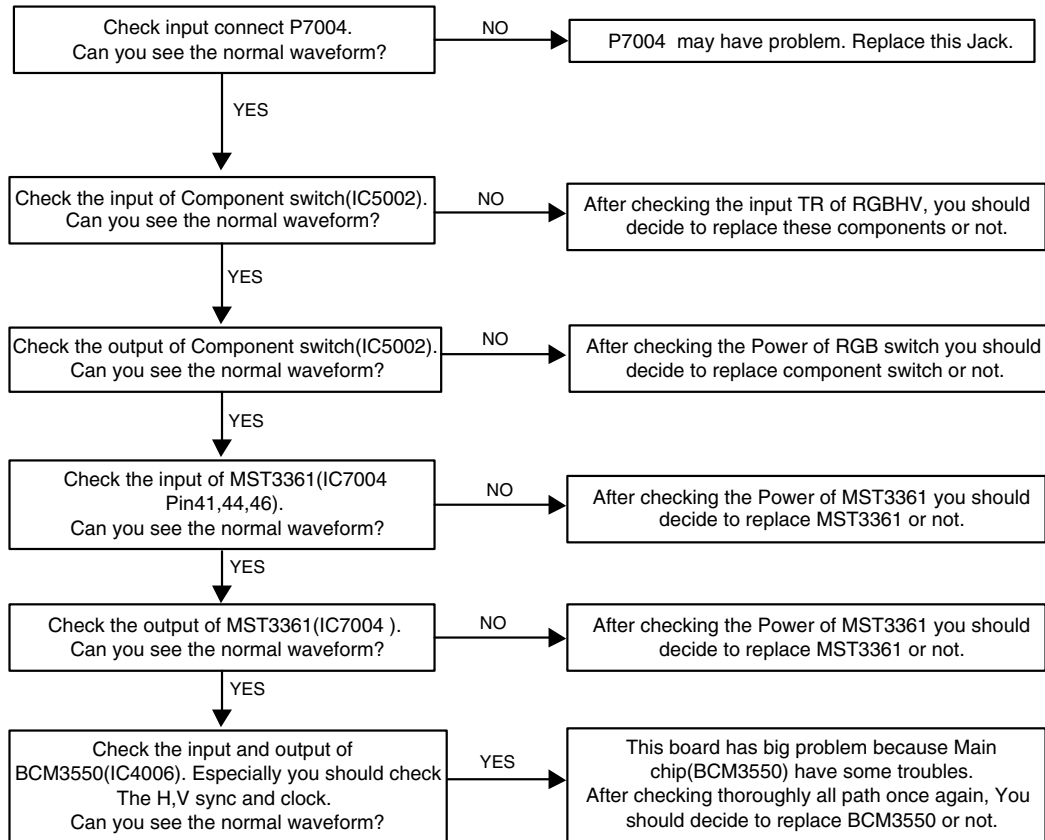 Check input connect P7004.
Can you see the normal waveform?
NO
P7004 may have problem. Replace this Jack.
YES
Check the input of Component switch(IC5002).
Can you see the normal waveform?
NO
After checking the input TR of RGBHV, you should
decide to replace these components or not.
YES
Check the output of Component switch(IC5002).
Can you see the normal waveform?
NO
After checking the Power of RGB switch you should
decide to replace component switch or not.
YES
Check the input of MST3361(IC7004
Pin41,44,46).
Can you see the normal waveform?
NO
After checking the Power of MST3361 you should
decide to replace MST3361 or not.
YES
Check the output of MST3361(IC7004 ).
Can you see the normal waveform?
NO
After checking the Power of MST3361 you should
decide to replace MST3361 or not.
YES
Check the input and output of
BCM3550(IC4006). Especially you should check
The H,V sync and clock.
Can you see the normal waveform?
YES
This board has big problem because Main
chip(BCM3550) have some troubles.
After checking thoroughly all path once again, You
should decide to replace BCM3550 or not.